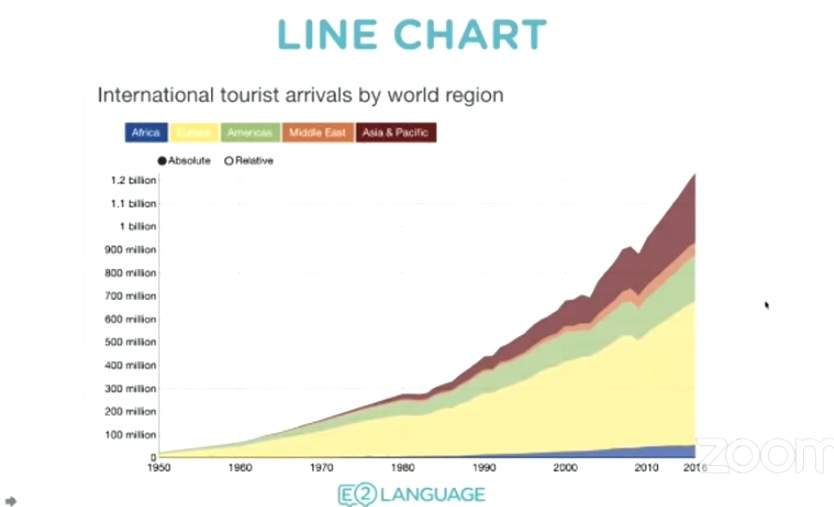 LINE CHART
International tourist arrivals by world region
Africa Europe Americas Middle East Asia & Pacific
Absolute Relative
1.2 billion
1.1 billion
1 billion
900 million
800 million
700 million
600 million
500 million
400 million
300 million
200 million
100 million
0
1950 1960 1970 1980 1990 2000 2010 2016
zoom
E2 LANGUAGE